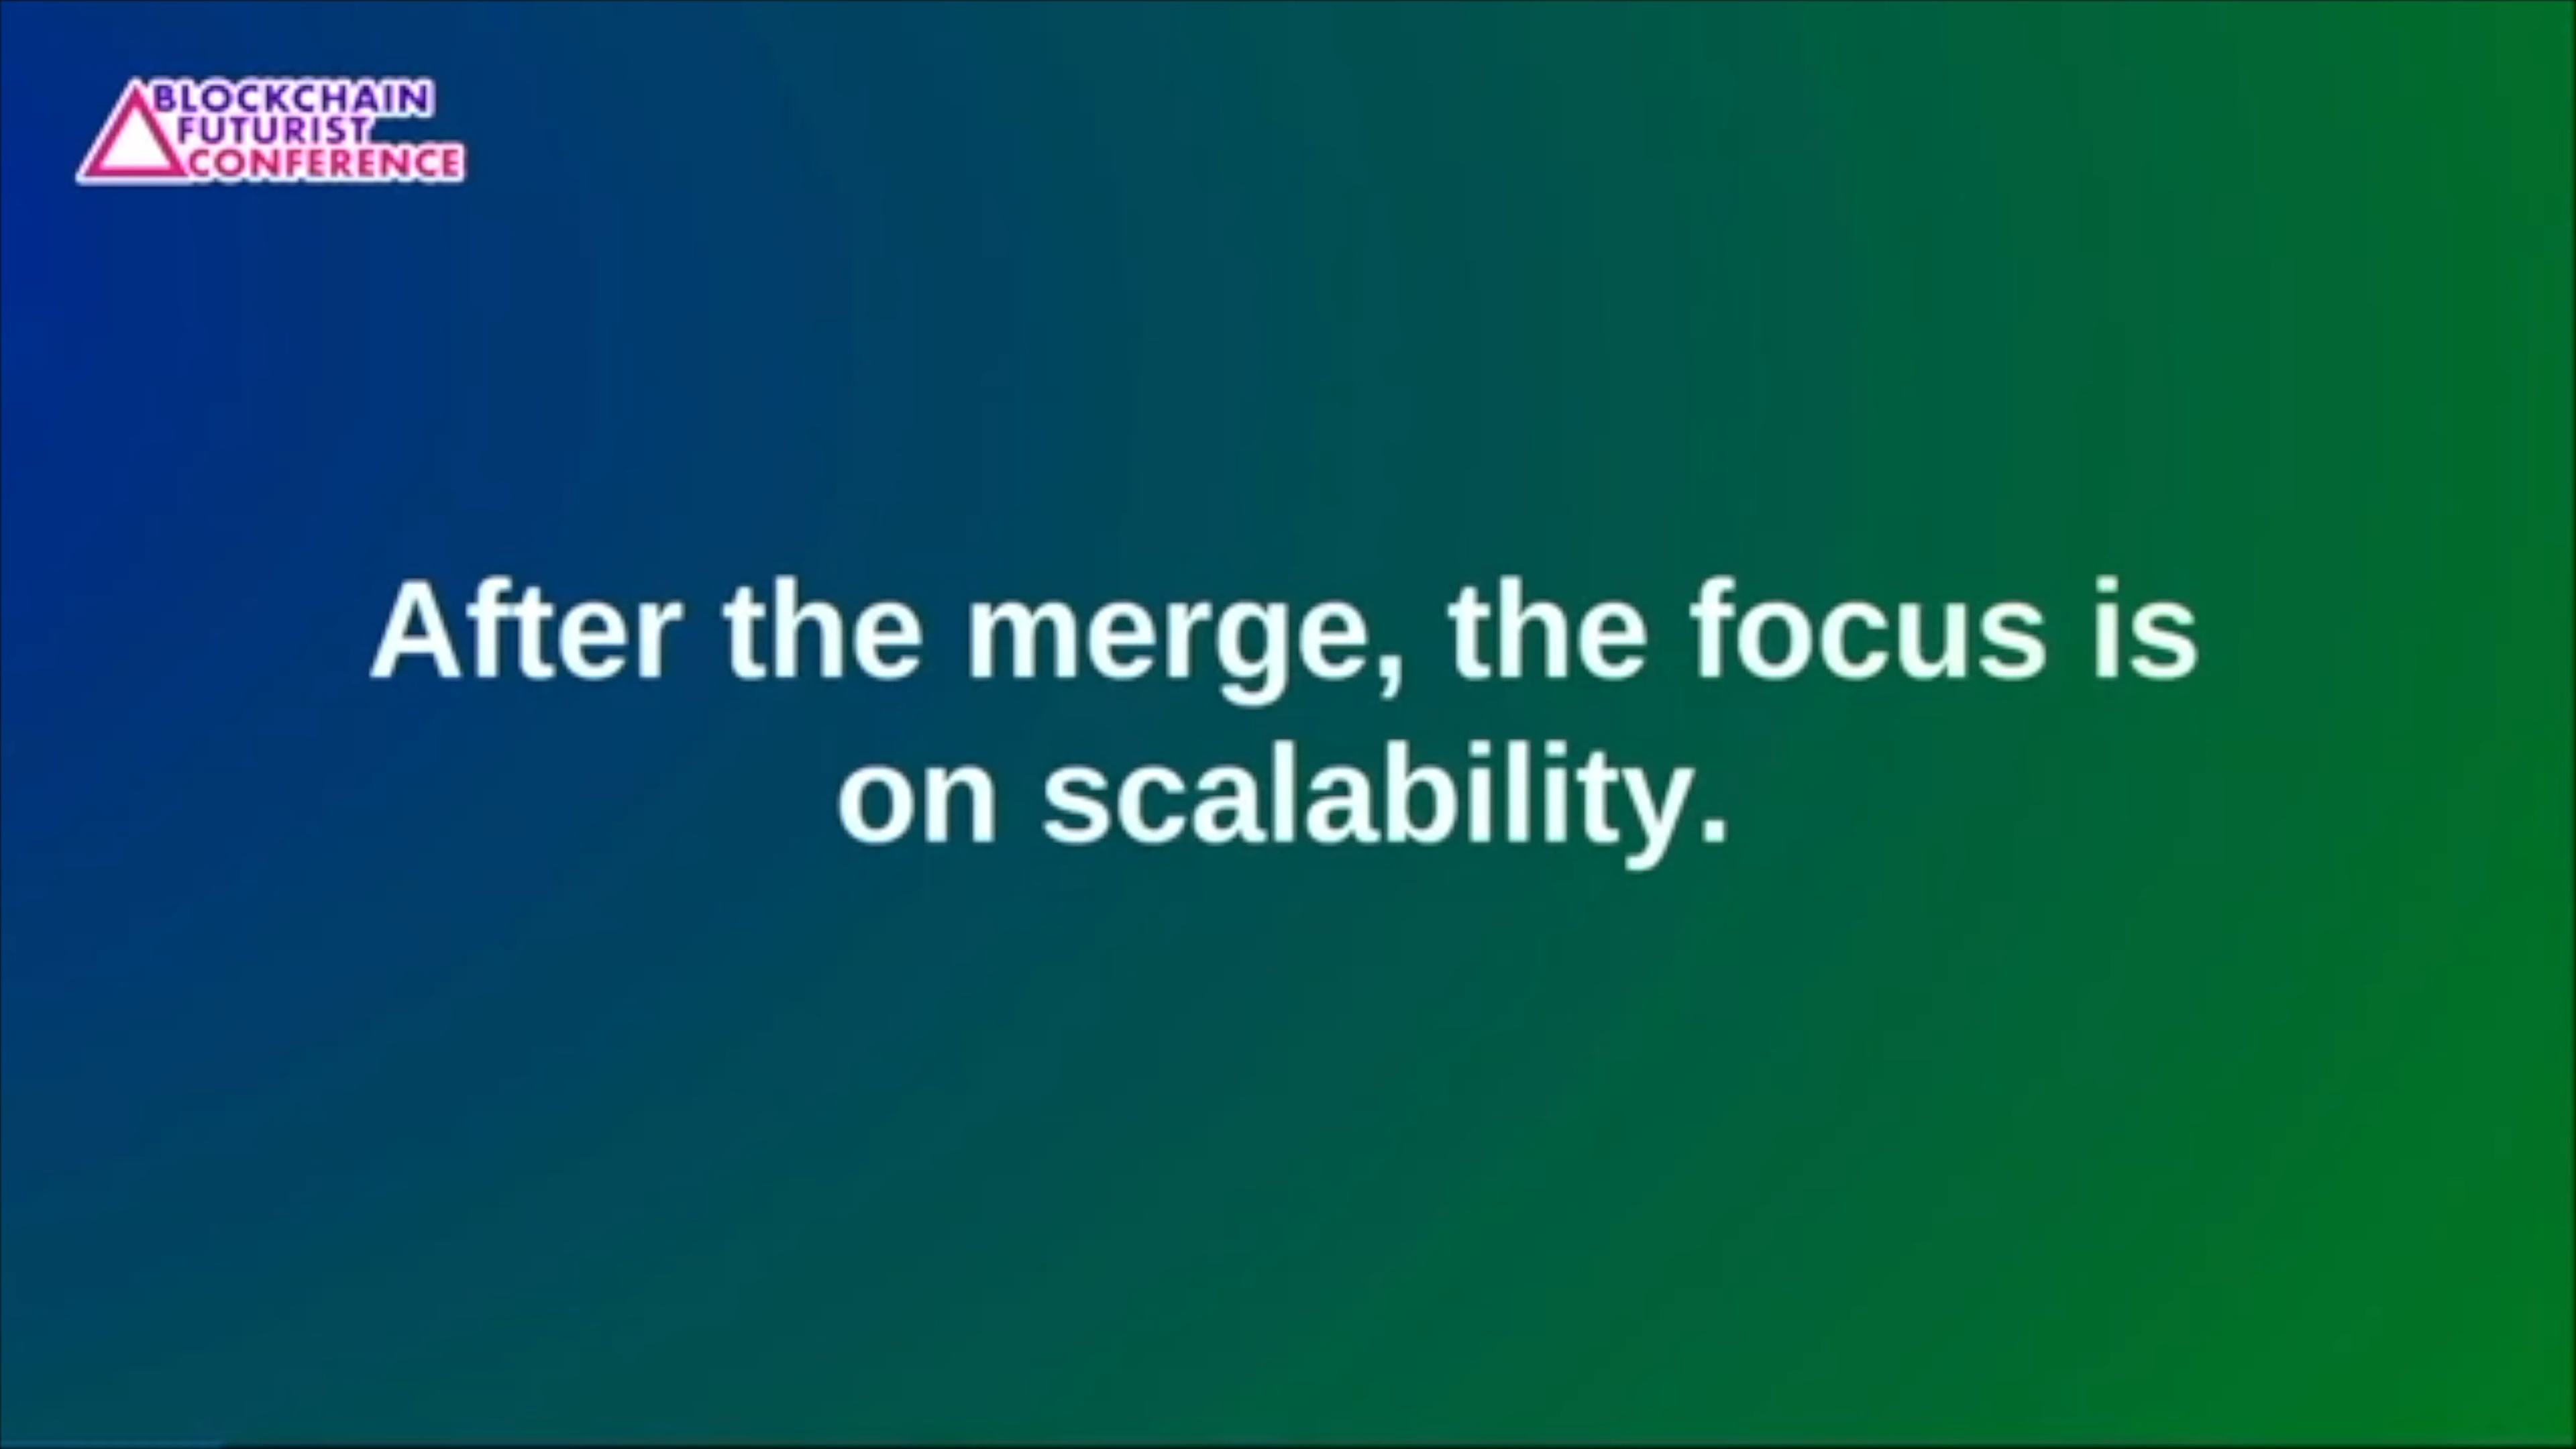 BLOCKCHAIN
FUTURIST
CONFERENCE
After the merge, the focus is
on scalability.